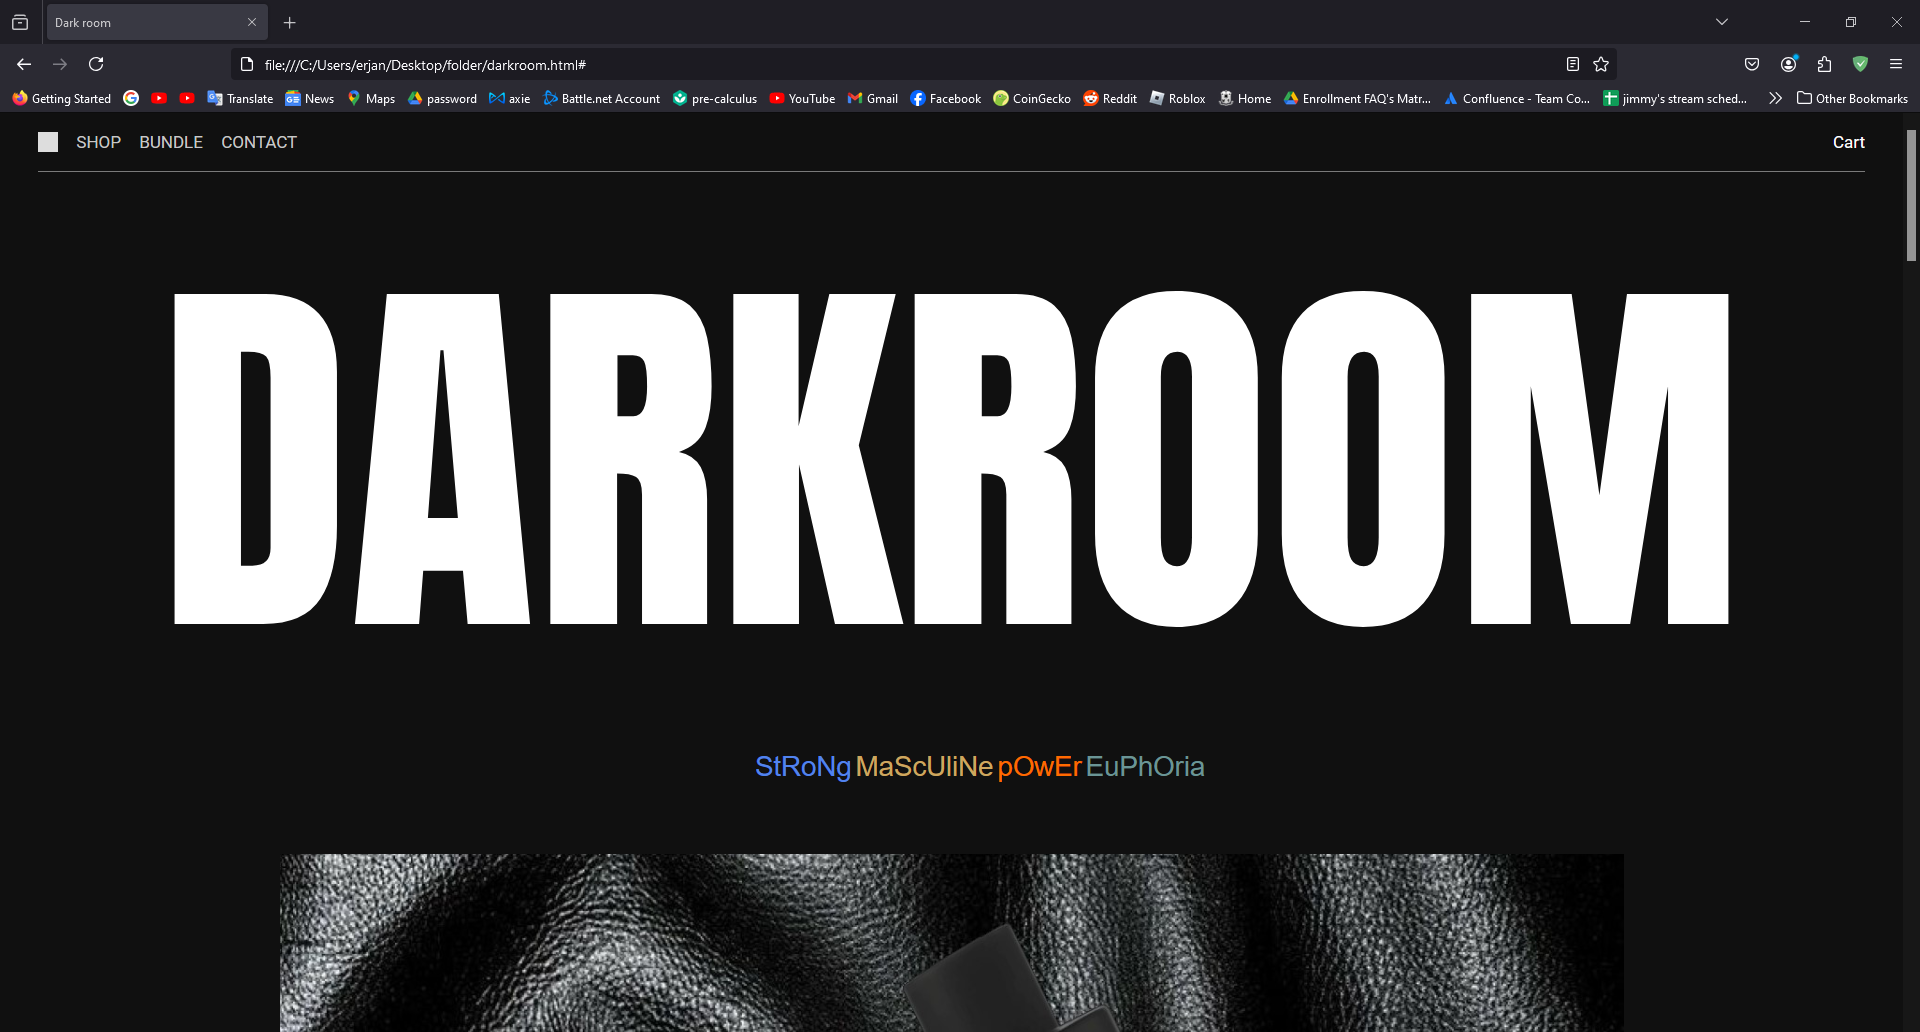 Dark room
file:///C:/Users/erjan/Desktop/folder/darkroom.html#
Getting Started Translate News Maps password axie Battle.net Account pre-calculus YouTube Gmail Facebook CoinGecko Reddit Roblox Home Enrollment FAQ's Matr... Confluence - Team Co... jimmy's stream sched... Other Bookmarks
SHOP BUNDLE CONTACT Cart
DARKROOM
StRoNg MaScUliNe pOwEr EuPhOria